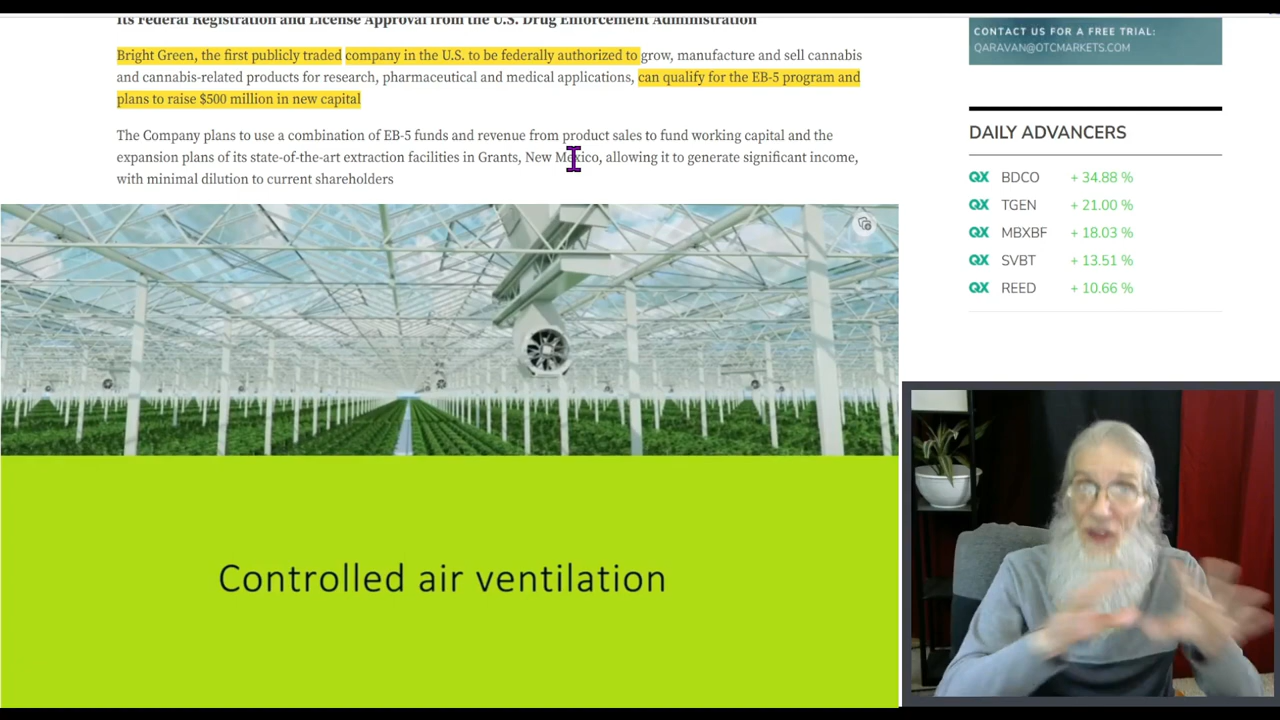 Its Federal Registration and License Approval from the U.S. Drug Enforcement Administration
Bright Green, the first publicly traded company in the U.S. to be federally authorized to grow, manufacture and sell cannabis
and cannabis-related products for research, pharmaceutical and medical applications, can qualify for the EB-5 program and
plans to raise $500 million in new capital
The Company plans to use a combination of EB-5 funds and revenue from product sales to fund working capital and the
expansion plans of its state-of-the-art extraction facilities in Grants, New Mexico, allowing it to generate significant income,
with minimal dilution to current shareholders
Controlled air ventilation
CONTACT US FOR A FREE TRIAL:
QARAVAN@OTCMARKETS.COM
DAILY ADVANCERS
QX BDCO + 34.88 %
QX TGEN + 21.00 %
QX MBXBF + 18.03 %
QX SVBT + 13.51 %
QX REED + 10.66 %